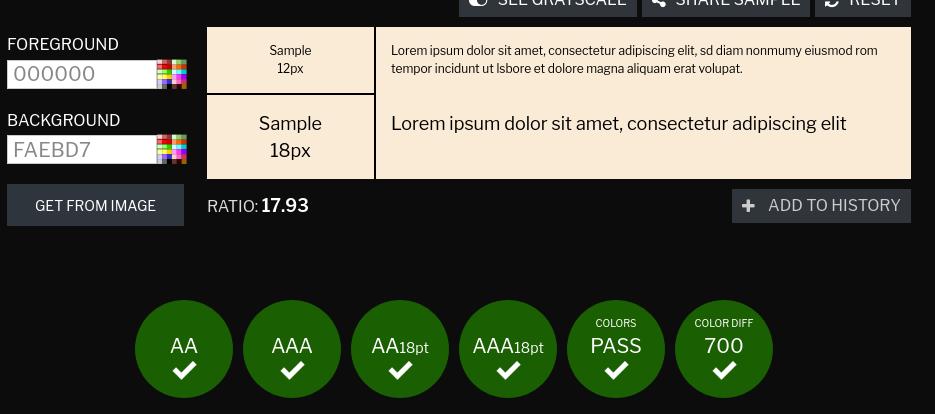 SEE GRAYSCALE
SHARE SAMPLE
RESET
FOREGROUND
000000
BACKGROUND
FAEBD7
GET FROM IMAGE
Sample
12px
Lorem ipsum dolor sit amet, consectetur adipiscing elit, sd diam nonmumy eiusmod rom
tempor incidunt ut lsbore et dolore magna aliquam erat volupat.
Sample
18px
Lorem ipsum dolor sit amet, consectetur adipiscing elit
RATIO: 17.93
ADD TO HISTORY
AA
AAA
AA18pt
AAA18pt
COLORS
PASS
COLOR DIFF
700